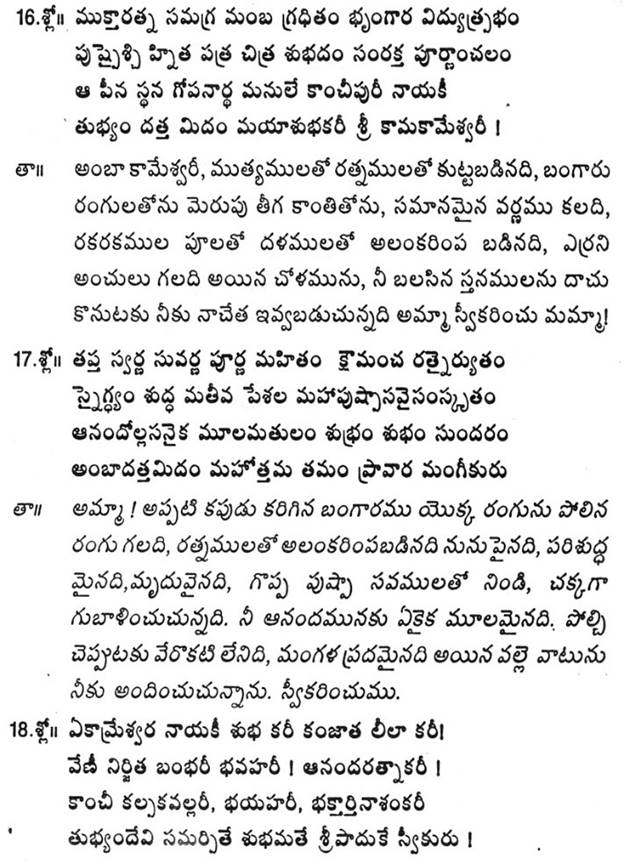 16.శ్లో॥ ముక్తారత్న సమగ్ర మంబ గ్రధితం భృంగార విద్యుత్ప్రభం
పుష్పైశ్చి హ్నిత పత్ర చిత్ర శుభదం సంరక్త పూర్ణాంచలం
ఆ పీన స్థన గోపనార్థ మనులే కాంచీపురీ నాయకీ
తుభ్యం దత్త మిదం మయాశుభకరీ శ్రీ కామకామేశ్వరీ !
తా॥ అంబా కామేశ్వరీ, ముత్యములతో రత్నములతో కుట్టబడినది, బంగారు
రంగులతోను మెరుపు తీగ కాంతితోను, సమానమైన వర్ణము కలది,
రకరకముల పూలతో దళములతో అలంకరింప బడినది, ఎర్రని
అంచులు గలది అయిన చోళమును, నీ బలసిన స్తనములను దాచు
కొనుటకు నీకు నాచేత ఇవ్వబడుచున్నది అమ్మా స్వీకరించు మమ్మా!
17.శ్లో॥ తప్త స్వర్ణ సువర్ణ పూర్ణ మహితం క్షౌమంచ రత్నైర్యుతం
స్నైగ్ధ్యం శుద్ధ మతీవ పేశల మహాపుష్పాసవైసంస్కృతం
ఆనందోల్లసనైక మూలమతులం శుభ్రం శుభం సుందరం
అంబాదత్తమిదం మహోత్తమ తమం ప్రావార మంగీకురు
తా॥ అమ్మా ! అప్పటి కపుడు కరిగిన బంగారము యొక్క రంగును పోలిన
రంగు గలది, రత్నములతో అలంకరింపబడినది నునుపైనది, పరిశుద్ధ
మైనది,మృదువైనది, గొప్ప పుష్పా సవములతో నిండి, చక్కగా
గుబాళించుచున్నది. నీ ఆనందమునకు ఏకైక మూలమైనది. పోల్చి
చెప్పుటకు వేరొకటి లేనిది, మంగళ ప్రదమైనది అయిన వల్లె వాటును
నీకు అందించుచున్నాను. స్వీకరించుము.
18.శ్లో॥ ఏకామ్రేశ్వర నాయకీ శుభ కరీ కంజాత లీలా కరీ!
వేణీ నిర్జిత బంభరీ భవహరీ ! ఆనందరత్నాకరీ !
కాంచీ కల్పకవల్లరీ, భయహరీ, భక్తార్తినాశంకరీ
తుభ్యందేవి సమర్పితే శుభమతే శ్రీపాదుకే స్వీకురు !